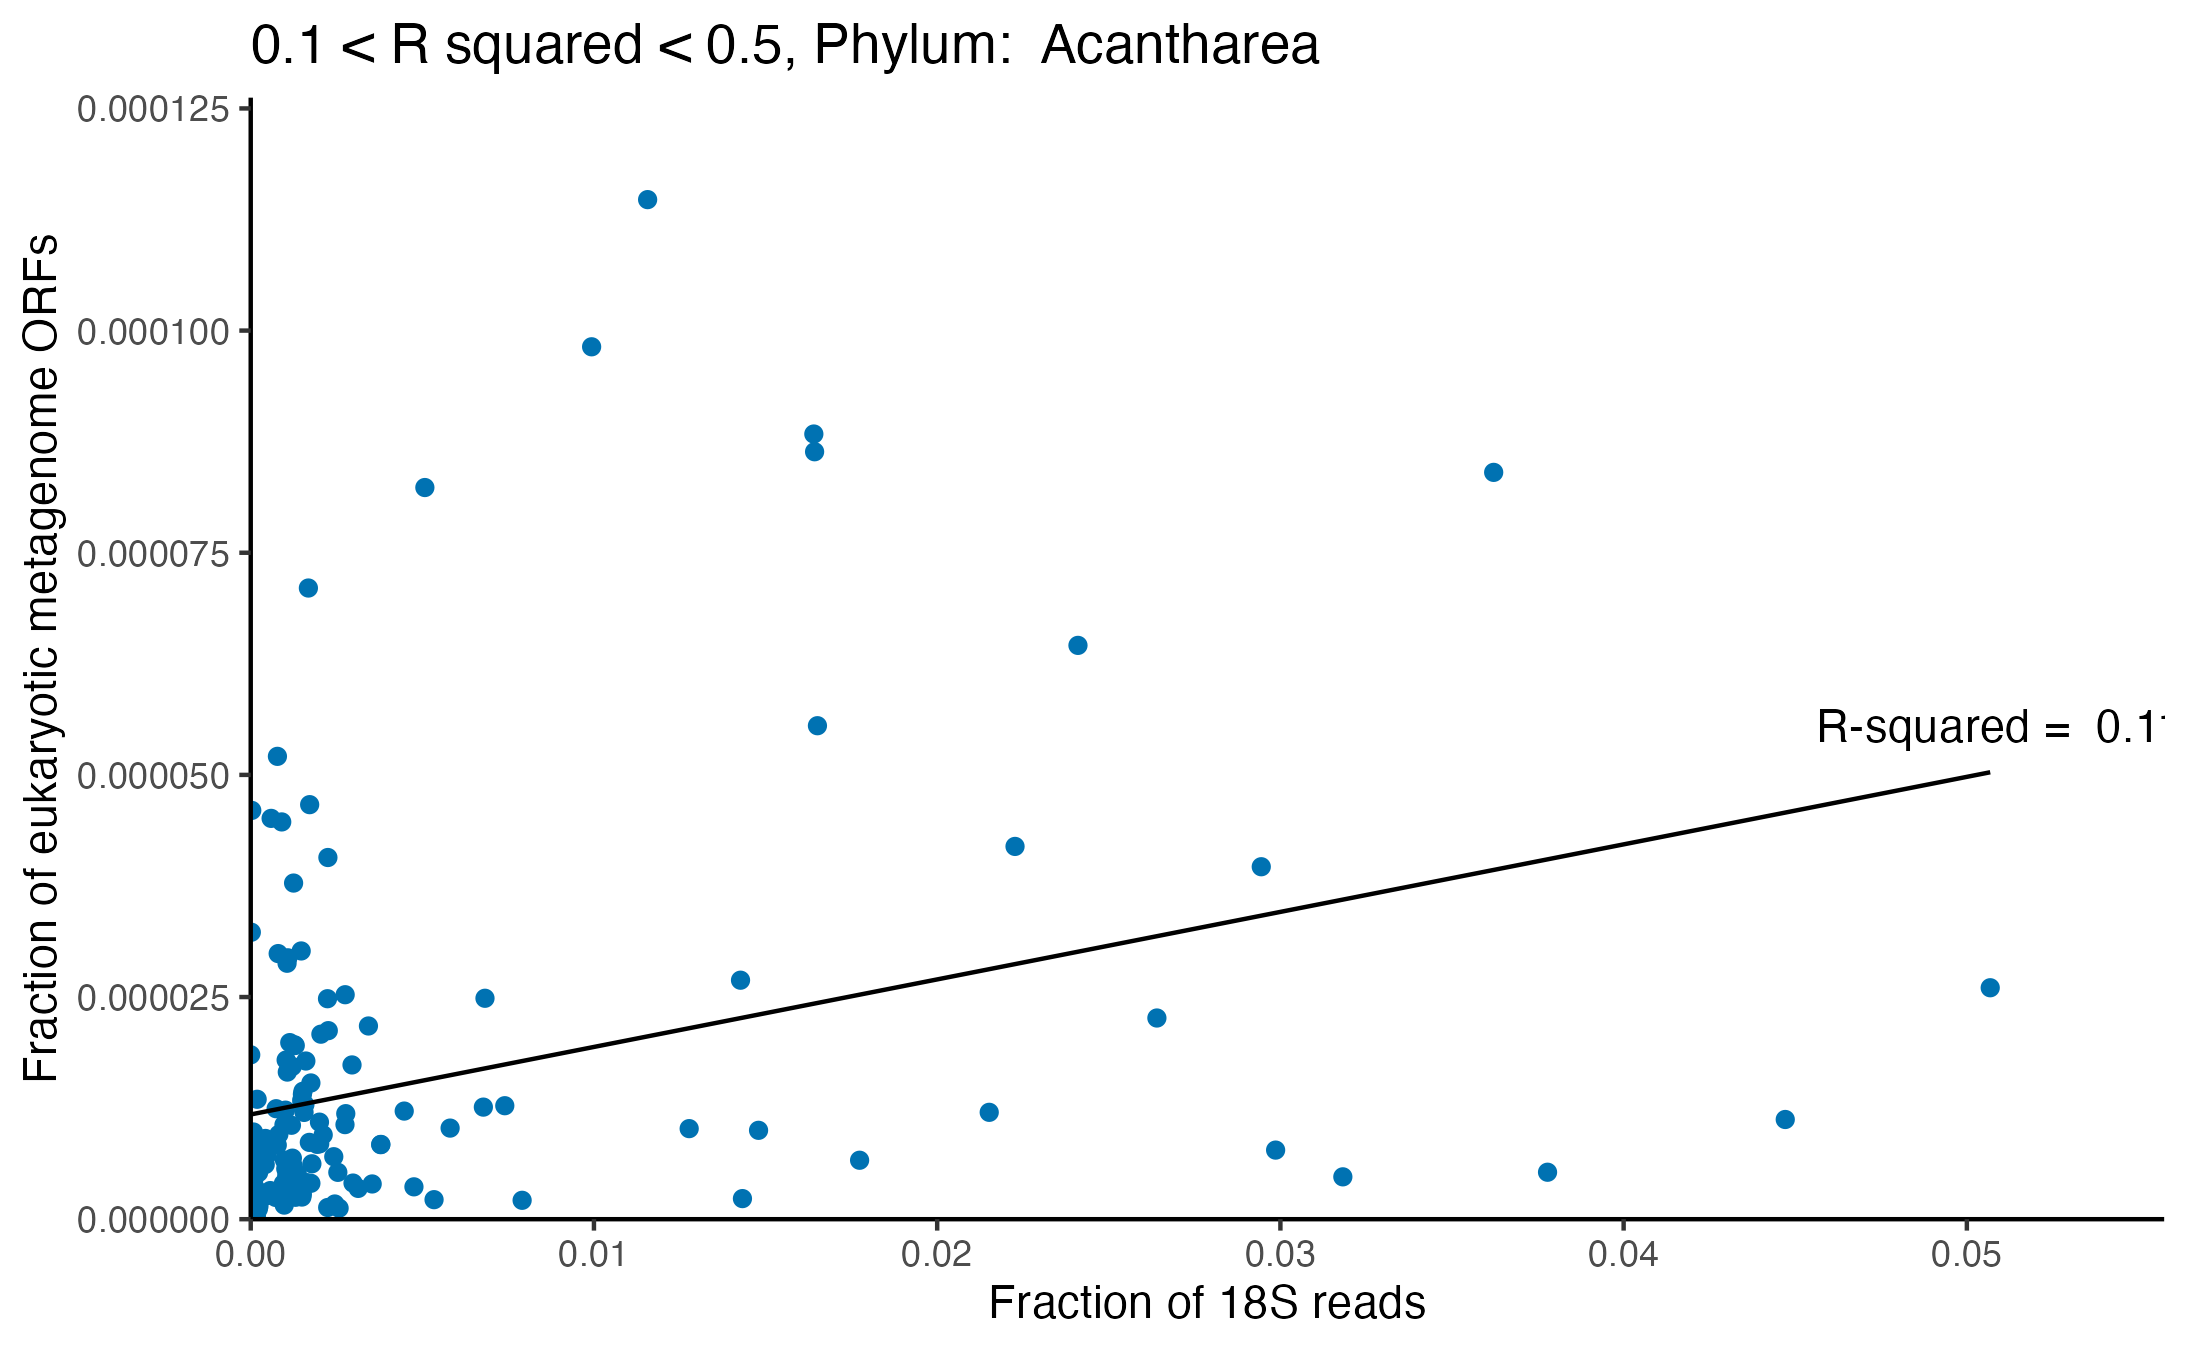 0.1 < R squared < 0.5, Phylum:  Acantharea
0.000125
0.000100
0.000075
0.000050
0.000025
0.000000
Fraction of eukaryotic metagenome ORFs
R-squared =  0.1
0.00 0.01 0.02 0.03 0.04 0.05
Fraction of 18S reads